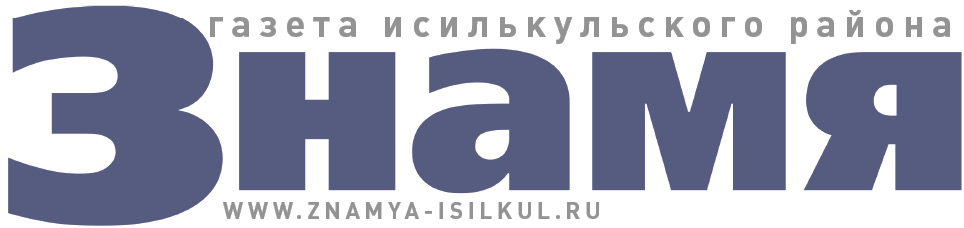 газета исилькульского района
Знамя
WWW.ZNAMYA-ISILKUL.RU